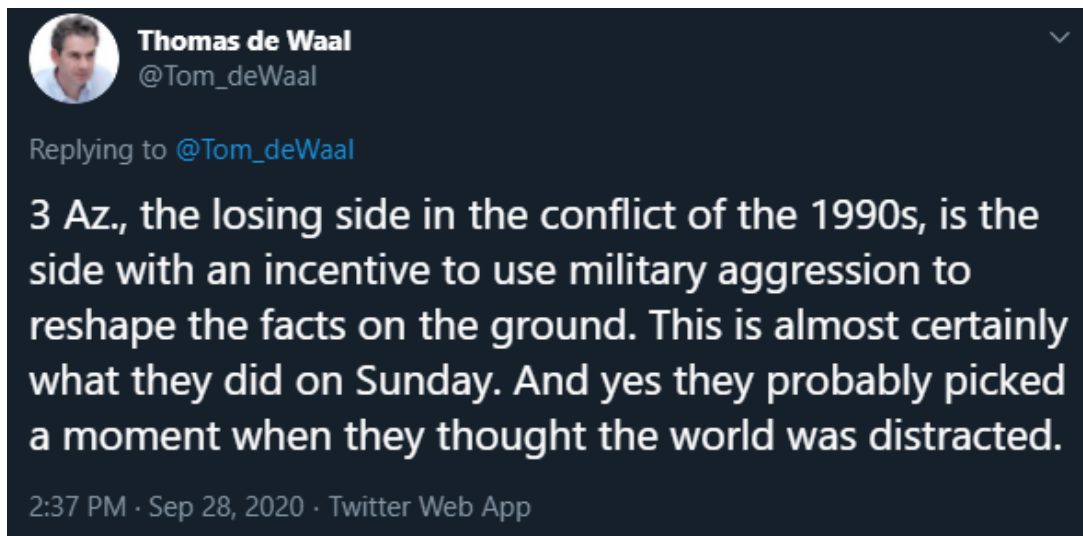 Thomas de Waal
@Tom_deWaal
Replying to @Tom_deWaal
3 Az., the losing side in the conflict of the 1990s, is the
side with an incentive to use military aggression to
reshape the facts on the ground. This is almost certainly
what they did on Sunday. And yes they probably picked
a moment when they thought the world was distracted.
2:37 PM · Sep 28, 2020 · Twitter Web App